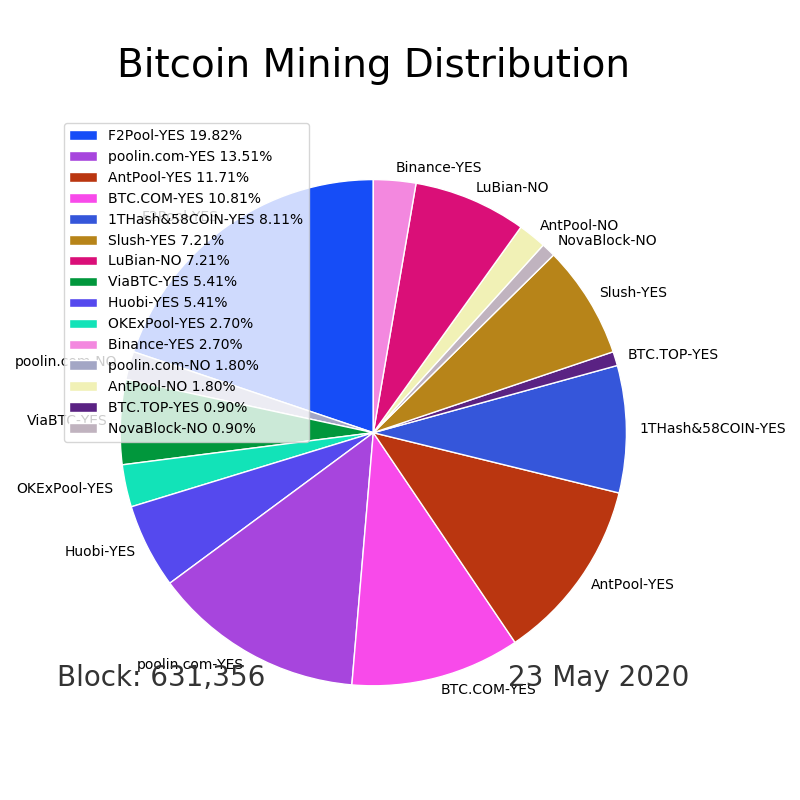 Bitcoin Mining Distribution
F2Pool-YES 19.82%
poolin.com-YES 13.51%
AntPool-YES 11.71%
BTC.COM-YES 10.81%
1THash&58COIN-YES 8.11%
Slush-YES 7.21%
LuBian-NO 7.21%
ViaBTC-YES 5.41%
Huobi-YES 5.41%
OKExPool-YES 2.70%
Binance-YES 2.70%
poolin.com-NO 1.80%
AntPool-NO 1.80%
BTC.TOP-YES 0.90%
NovaBlock-NO 0.90%
Binance-YES
LuBian-NO
AntPool-NO
NovaBlock-NO
Slush-YES
BTC.TOP-YES
1THash&58COIN-YES
AntPool-YES
BTC.COM-YES
poolin.com-YES
Huobi-YES
OKExPool-YES
ViaBTC-YES
poolin.com-NO
Block: 631,356
23 May 2020